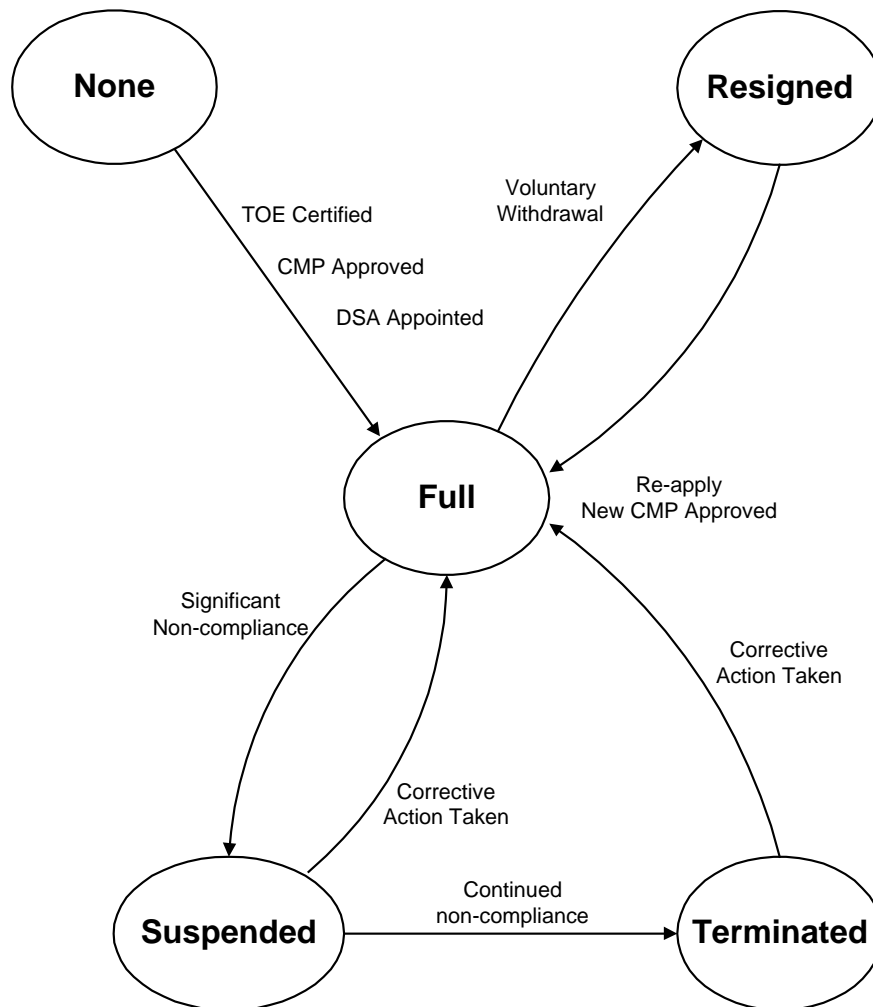 None
Resigned
TOE Certified
CMP Approved
DSA Appointed
Voluntary
Withdrawal
Full
Re-apply
New CMP Approved
Significant
Non-compliance
Corrective
Action Taken
Corrective
Action Taken
Suspended
Continued
non-compliance
Terminated